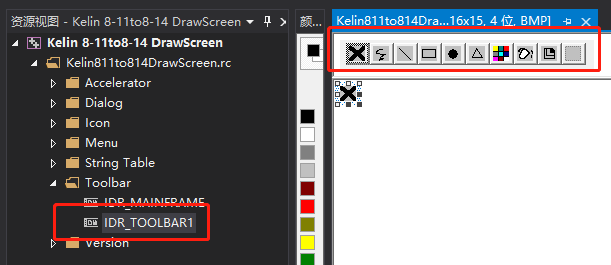 资源视图 - Kelin 8-11to8-14 DrawScreen
Kelin 8-11to8-14 DrawScreen
Kelin811to814DrawScreen.rc
Accelerator
Dialog
Icon
Menu
String Table
Toolbar
IDR_MAINFRAME
IDR_TOOLBAR1
Version
颜...
Kelin811to814Dra...16x15, 4 位, BMP]